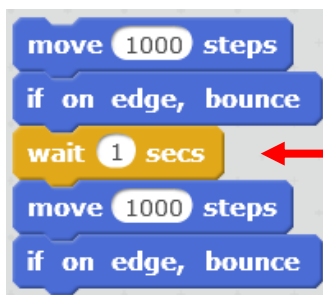 move 1000 steps
if on edge, bounce
wait 1 secs
move 1000 steps
if on edge, bounce